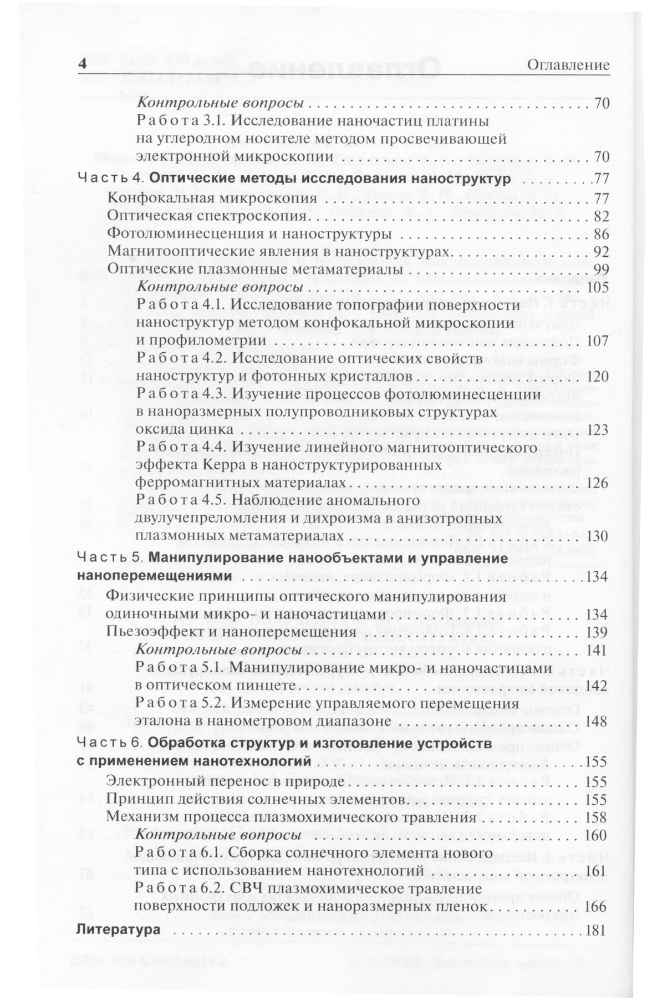 4 Оглавление
Контрольные вопросы . . . . . . . . . . . . . . . . . . . . . . . . . . . . . . . . . 70
Работа 3.1. Исследование наночастиц платины
на углеродном носителе методом просвечивающей
электронной микроскопии . . . . . . . . . . . . . . . . . . . . . . . . . . . . . 70
Часть 4. Оптические методы исследования наноструктур . . . . . . . . .77
Конфокальная микроскопия . . . . . . . . . . . . . . . . . . . . . . . . . . . . . . 77
Оптическая спектроскопия. . . . . . . . . . . . . . . . . . . . . . . . . . . . . . . . 82
Фотолюминесценция и наноструктуры . . . . . . . . . . . . . . . . . . . . . . 86
Магнитооптические явления в наноструктурах. . . . . . . . . . . . . . . . 92
Оптические плазмонные метаматериалы . . . . . . . . . . . . . . . . . . . . . 99
Контрольные вопросы . . . . . . . . . . . . . . . . . . . . . . . . . . . . . . . . 105
Работа 4.1. Исследование топографии поверхности
наноструктур методом конфокальной микроскопии
и профилометрии . . . . . . . . . . . . . . . . . . . . . . . . . . . . . . . . . . . 107
Работа 4.2. Исследование оптических свойств
наноструктур и фотонных кристаллов . . . . . . . . . . . . . . . . . . . 120
Работа 4.3. Изучение процессов фотолюминесценции
в наноразмерных полупроводниковых структурах
оксида цинка . . . . . . . . . . . . . . . . . . . . . . . . . . . . . . . . . . . . . . . 123
Работа 4.4. Изучение линейного магнитооптического
эффекта Керра в наноструктурированных
ферромагнитных материалах. . . . . . . . . . . . . . . . . . . . . . . . . . . 126
Работа 4.5. Наблюдение аномального
двулучепреломления и дихроизма в анизотропных
плазмонных метаматериалах . . . . . . . . . . . . . . . . . . . . . . . . . . . 130
Часть 5. Манипулирование нанообъектами и управление
наноперемещениями . . . . . . . . . . . . . . . . . . . . . . . . . . . . . . . . . . . . . . . .134
Физические принципы оптического манипулирования
одиночными микро- и наночастицами . . . . . . . . . . . . . . . . . . . . . . 134
Пьезоэффект и наноперемещения . . . . . . . . . . . . . . . . . . . . . . . . . . 139
Контрольные вопросы . . . . . . . . . . . . . . . . . . . . . . . . . . . . . . . . 141
Работа 5.1. Манипулирование микро- и наночастицами
в оптическом пинцете. . . . . . . . . . . . . . . . . . . . . . . . . . . . . . . . . 142
Работа 5.2. Измерение управляемого перемещения
эталона в нанометровом диапазоне . . . . . . . . . . . . . . . . . . . . . . 148
Часть 6. Обработка структур и изготовление устройств
с применением нанотехнологий . . . . . . . . . . . . . . . . . . . . . . . . . . . . . . .155
Электронный перенос в природе . . . . . . . . . . . . . . . . . . . . . . . . . . . 155
Принцип действия солнечных элементов. . . . . . . . . . . . . . . . . . . . 155
Механизм процесса плазмохимического травления . . . . . . . . . . . 158
Контрольные вопросы . . . . . . . . . . . . . . . . . . . . . . . . . . . . . . . 160
Работа 6.1. Сборка солнечного элемента нового
типа с использованием нанотехнологий . . . . . . . . . . . . . . . . . . 161
Работа 6.2. СВЧ плазмохимическое травление
поверхности подложек и наноразмерных пленок. . . . . . . . . . . 166
Литература . . . . . . . . . . . . . . . . . . . . . . . . . . . . . . . . . . . . . . . . . . . . . . . .181